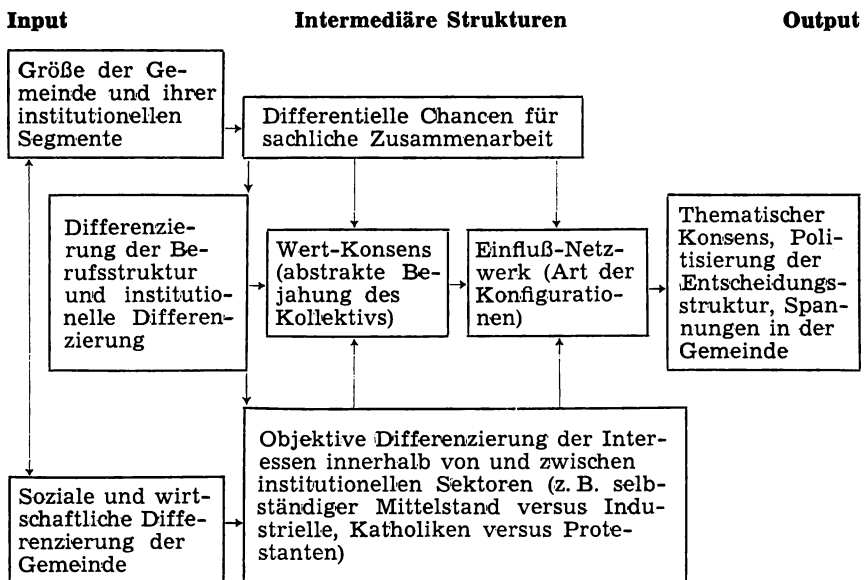 Input Intermediäre Strukturen Output
Größe der Ge-
meinde und ihrer
institutionellen
Segmente
Differentielle Chancen für
sachliche Zusammenarbeit
Differenzie-
rung der Be-
rufsstruktur
und institutio-
nelle Differen-
zierung
Wert-Konsens
(abstrakte Be-
jahung des
Kollektivs)
Einfluß-Netz-
werk (Art der
Konfiguratio-
nen)
Thematischer
Konsens, Poli-
tisierung der
Entscheidungs-
struktur, Span-
nungen in der
Gemeinde
Soziale und wirt-
schaftliche Diffe-
renzierung der
Gemeinde
Objektive Differenzierung der Inter-
essen innerhalb von und zwischen
institutionellen Sektoren (z. B. selb-
ständiger Mittelstand versus Indu-
strielle, Katholiken versus Prote-
stanten)